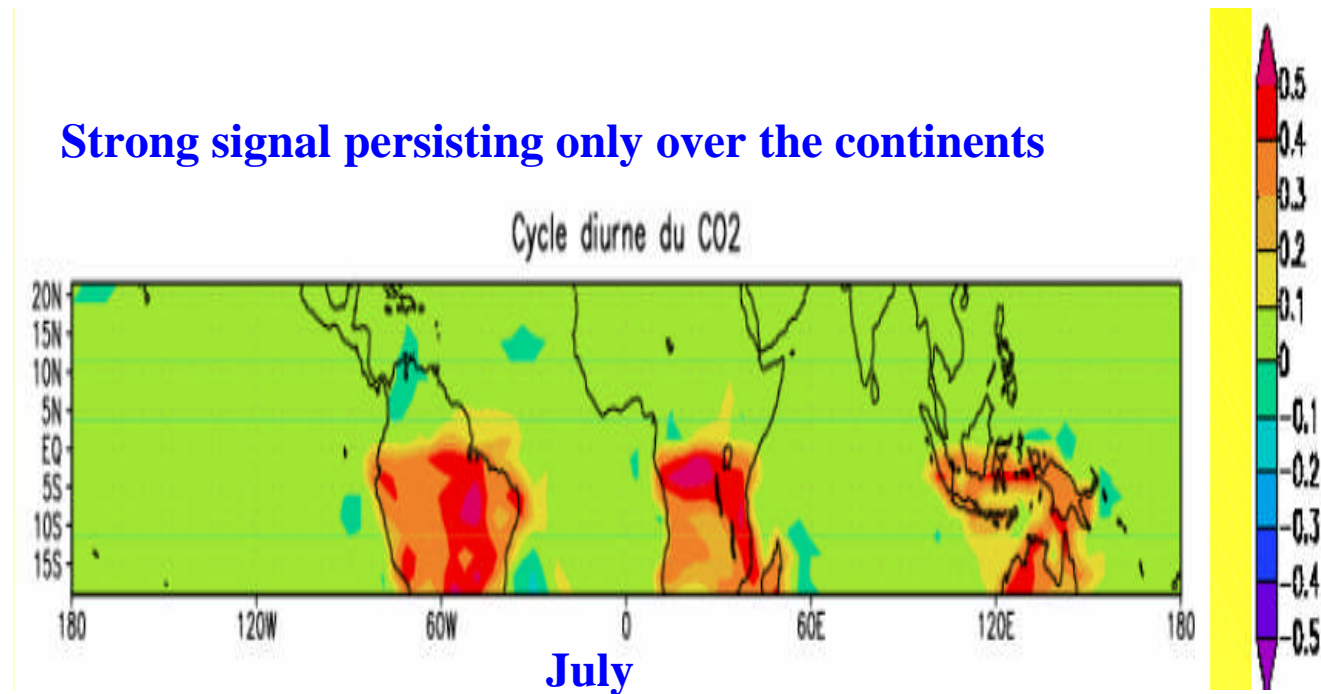 Strong signal persisting only over the continents
Cycle diurne du CO2
20N
15N
10N
5N
EQ
5S
10S
15S
180 120W 60W 0 60E 120E 180
July
0.5
0.4
0.3
0.2
0.1
0
-0.1
-0.2
-0.3
-0.4
-0.5